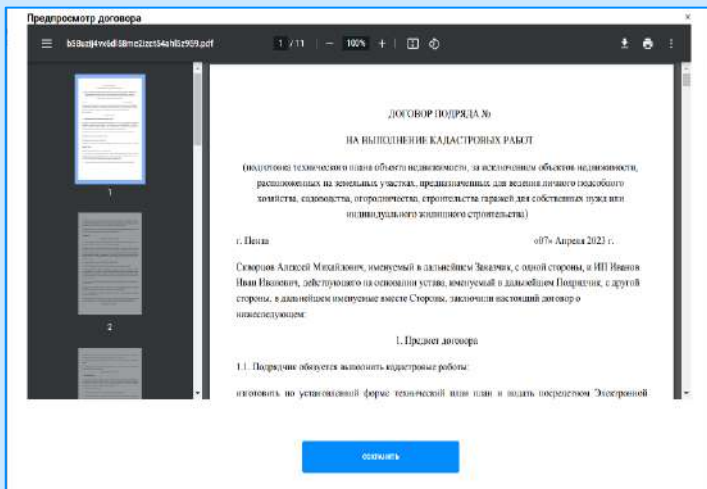 Предпросмотр договора
×
1 / 11 − 100% +
1
2
ДОГОВОР ПОДРЯДА №
НА ВЫПОЛНЕНИЕ КАДАСТРОВЫХ РАБОТ
(подготовка технического плана объекта недвижимости, за исключением объектов недвижимости,
расположенных на земельных участках, предназначенных для ведения личного подсобного
хозяйства, садоводства, огородничества, строительства гаражей для собственных нужд или
индивидуального жилищного строительства)
г. Пенза «07» Апреля 2023 г.
Скворцов Алексей Михайлович, именуемый в дальнейшем Заказчик, с одной стороны, и ИП Иванов
Иван Иванович, действующего на основании устава, именуемый в дальнейшем Подрядчик, с другой
стороны, в дальнейшем именуемые вместе Стороны, заключили настоящий договор о
нижеследующем:
1. Предмет договора
1.1. Подрядчик обязуется выполнить кадастровые работы:
изготовить по установленной форме технический план план и подать посредством Электронной
СОХРАНИТЬ